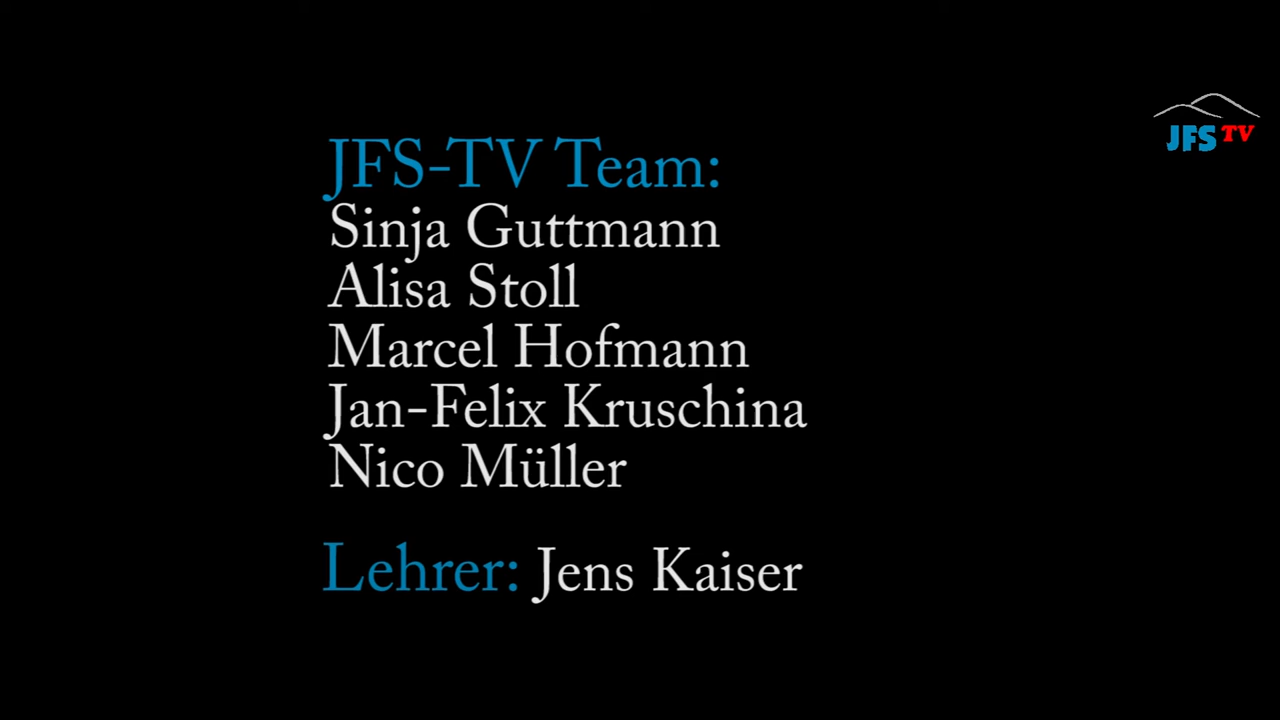 JFS TV
JFS-TV Team:
Sinja Guttmann
Alisa Stoll
Marcel Hofmann
Jan-Felix Kruschina
Nico Müller
Lehrer: Jens Kaiser